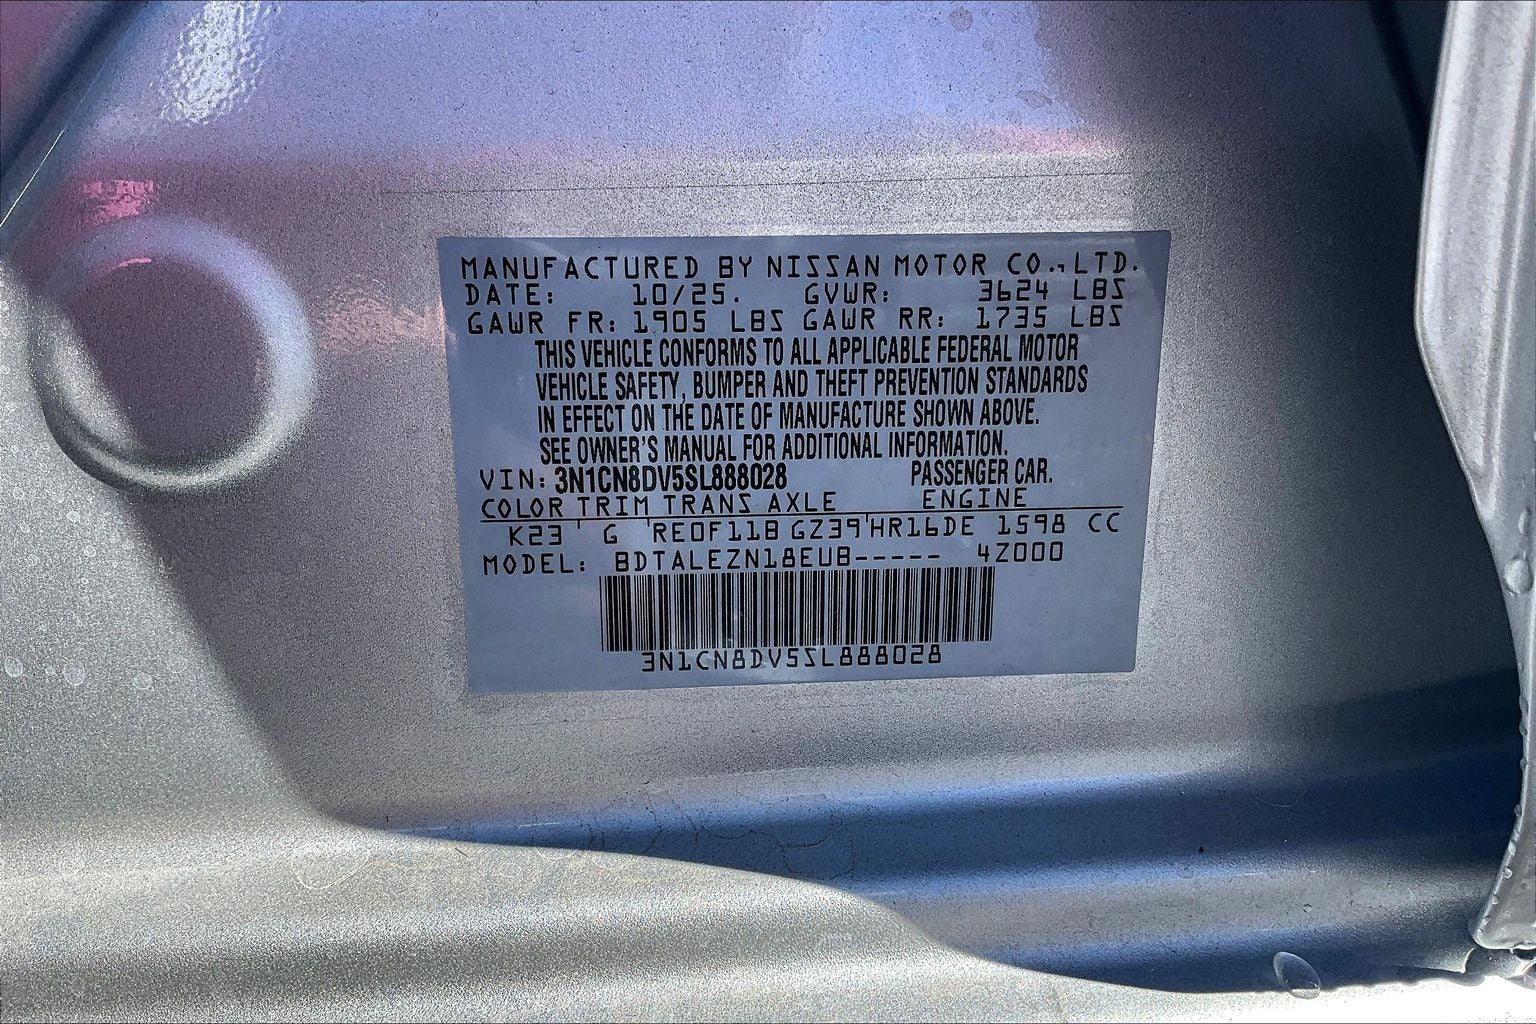 MANUFACTURED BY NISSAN MOTOR CO., LTD.
DATE: 10/25. GVWR: 3624 LBS
GAWR FR: 1905 LBS GAWR RR: 1735 LBS
THIS VEHICLE CONFORMS TO ALL APPLICABLE FEDERAL MOTOR
VEHICLE SAFETY, BUMPER AND THEFT PREVENTION STANDARDS
IN EFFECT ON THE DATE OF MANUFACTURE SHOWN ABOVE.
SEE OWNER'S MANUAL FOR ADDITIONAL INFORMATION.
VIN: 3N1CN8DV5SL888028 PASSENGER CAR.
COLOR TRIM TRANS AXLE ENGINE
K23 G RE0F11B GZ39 HR16DE 1598 CC
MODEL: BDTALEZN18EUB----- 4Z000
3N1CN8DV5SL888028